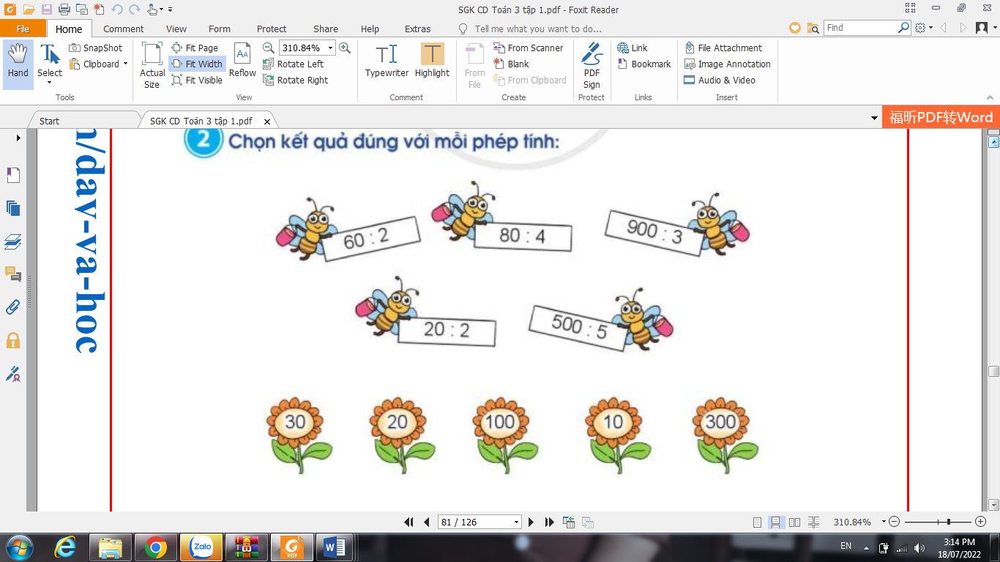 SGK CD Toán 3 tập 1.pdf - Foxit Reader
File Home Comment View Form Protect Share Help Extras Tell me what you want to do... Find
Hand
Select
SnapShot
Clipboard
Tools
Actual Size
Fit Page
Fit Width
Fit Visible
Reflow
310.84%
Rotate Left
Rotate Right
View
Typewriter
Highlight
Comment
From File
From Scanner
Blank
From Clipboard
Create
PDF Sign
Protect
Link
Bookmark
Links
File Attachment
Image Annotation
Audio & Video
Insert
Start
SGK CD Toán 3 tập 1.pdf
福昕PDF转Word
n/day-va-hoc
2 Chọn kết quả đúng với mỗi phép tính:
60 : 2
80 : 4
900 : 3
20 : 2
500 : 5
30 20 100 10 300
81 / 126
310.84%
Zalo
PDF
EN
3:14 PM
18/07/2022